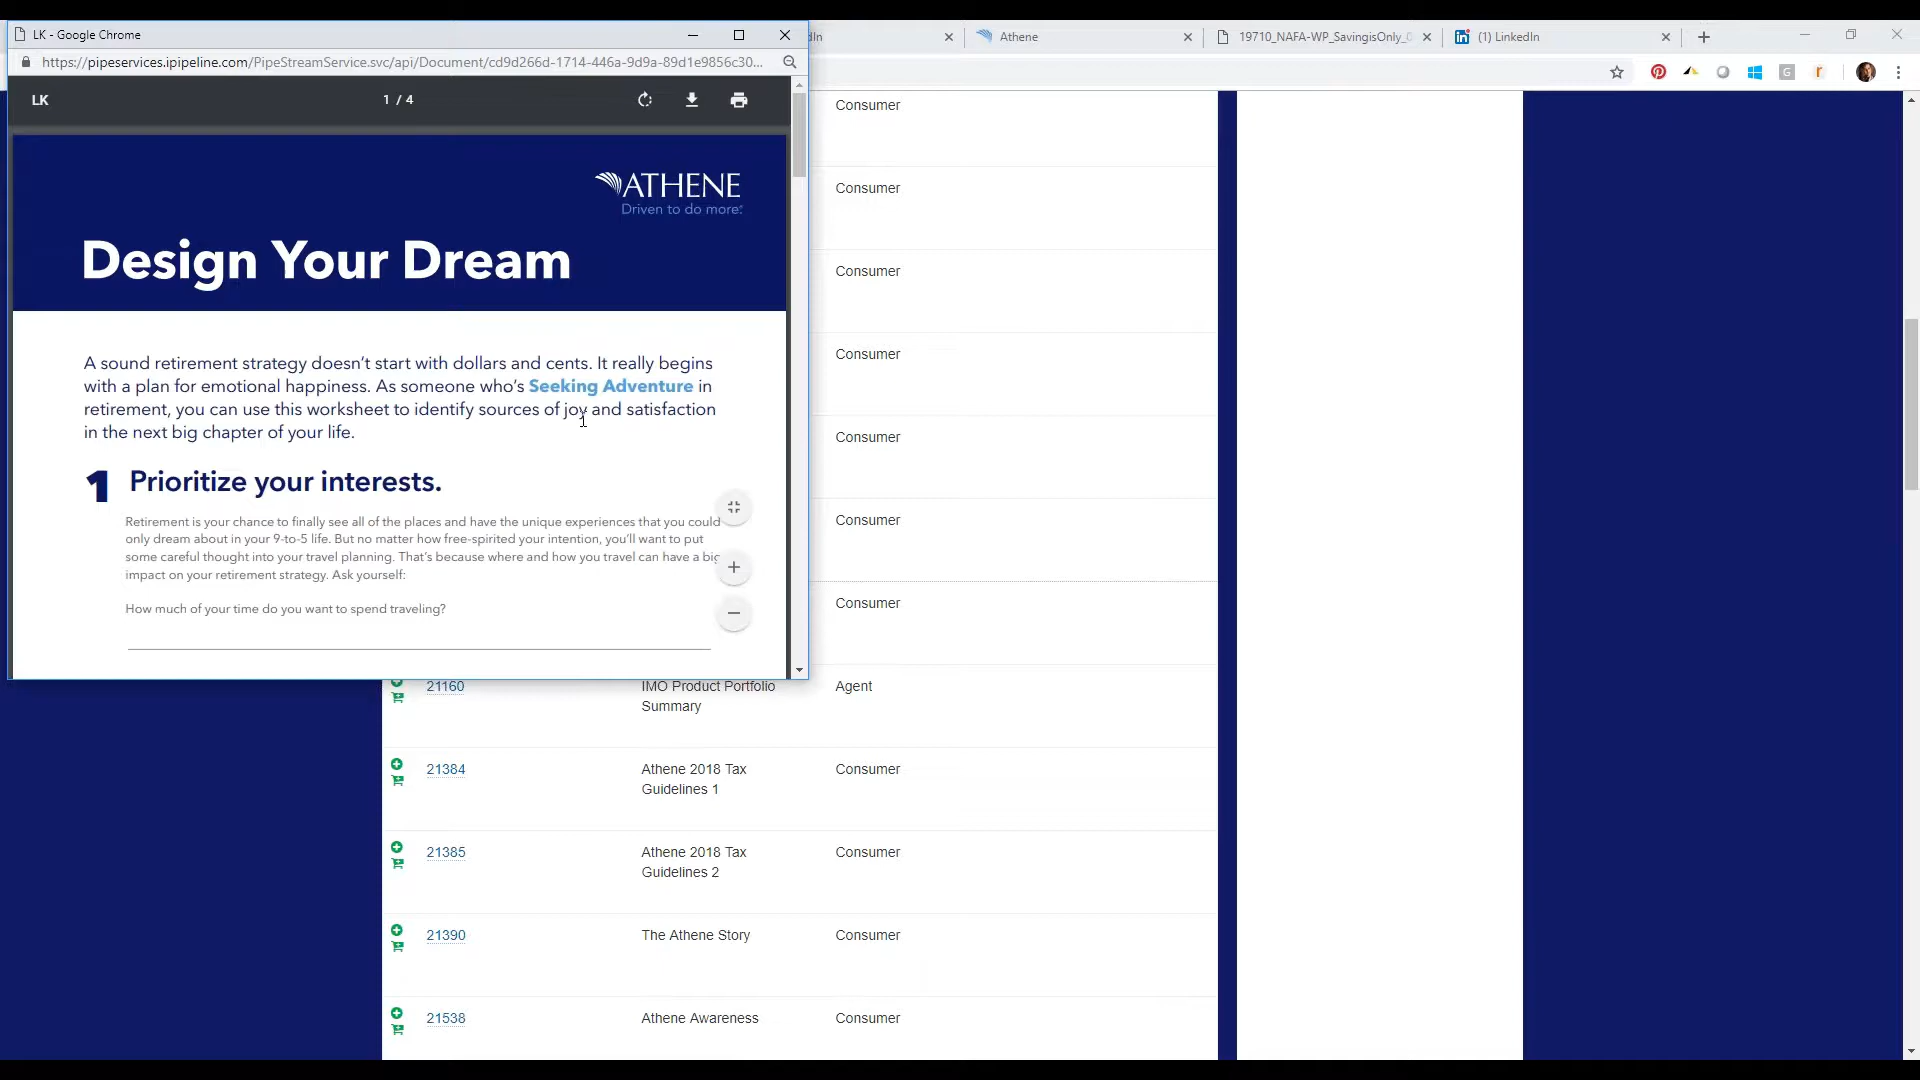 LK - Google Chrome
https://pipeservices.ipipeline.com/PipeStreamService.svc/api/Document/cd9d266d-1714-446a-9d9a-89d1e9856c30...
LK
1 / 4
ATHENE
Driven to do more.
Design Your Dream
A sound retirement strategy doesn't start with dollars and cents. It really begins
with a plan for emotional happiness. As someone who's Seeking Adventure in
retirement, you can use this worksheet to identify sources of joy and satisfaction
in the next big chapter of your life.
1 Prioritize your interests.
Retirement is your chance to finally see all of the places and have the unique experiences that you could
only dream about in your 9-to-5 life. But no matter how free-spirited your intention, you'll want to put
some careful thought into your travel planning. That's because where and how you travel can have a big
impact on your retirement strategy. Ask yourself:
How much of your time do you want to spend traveling?
Athene
19710_NAFA-WP_SavingisOnly_
(1) LinkedIn
Consumer
Consumer
Consumer
Consumer
Consumer
Consumer
Consumer
21160 IMO Product Portfolio Agent
Summary
21384 Athene 2018 Tax Consumer
Guidelines 1
21385 Athene 2018 Tax Consumer
Guidelines 2
21390 The Athene Story Consumer
21538 Athene Awareness Consumer